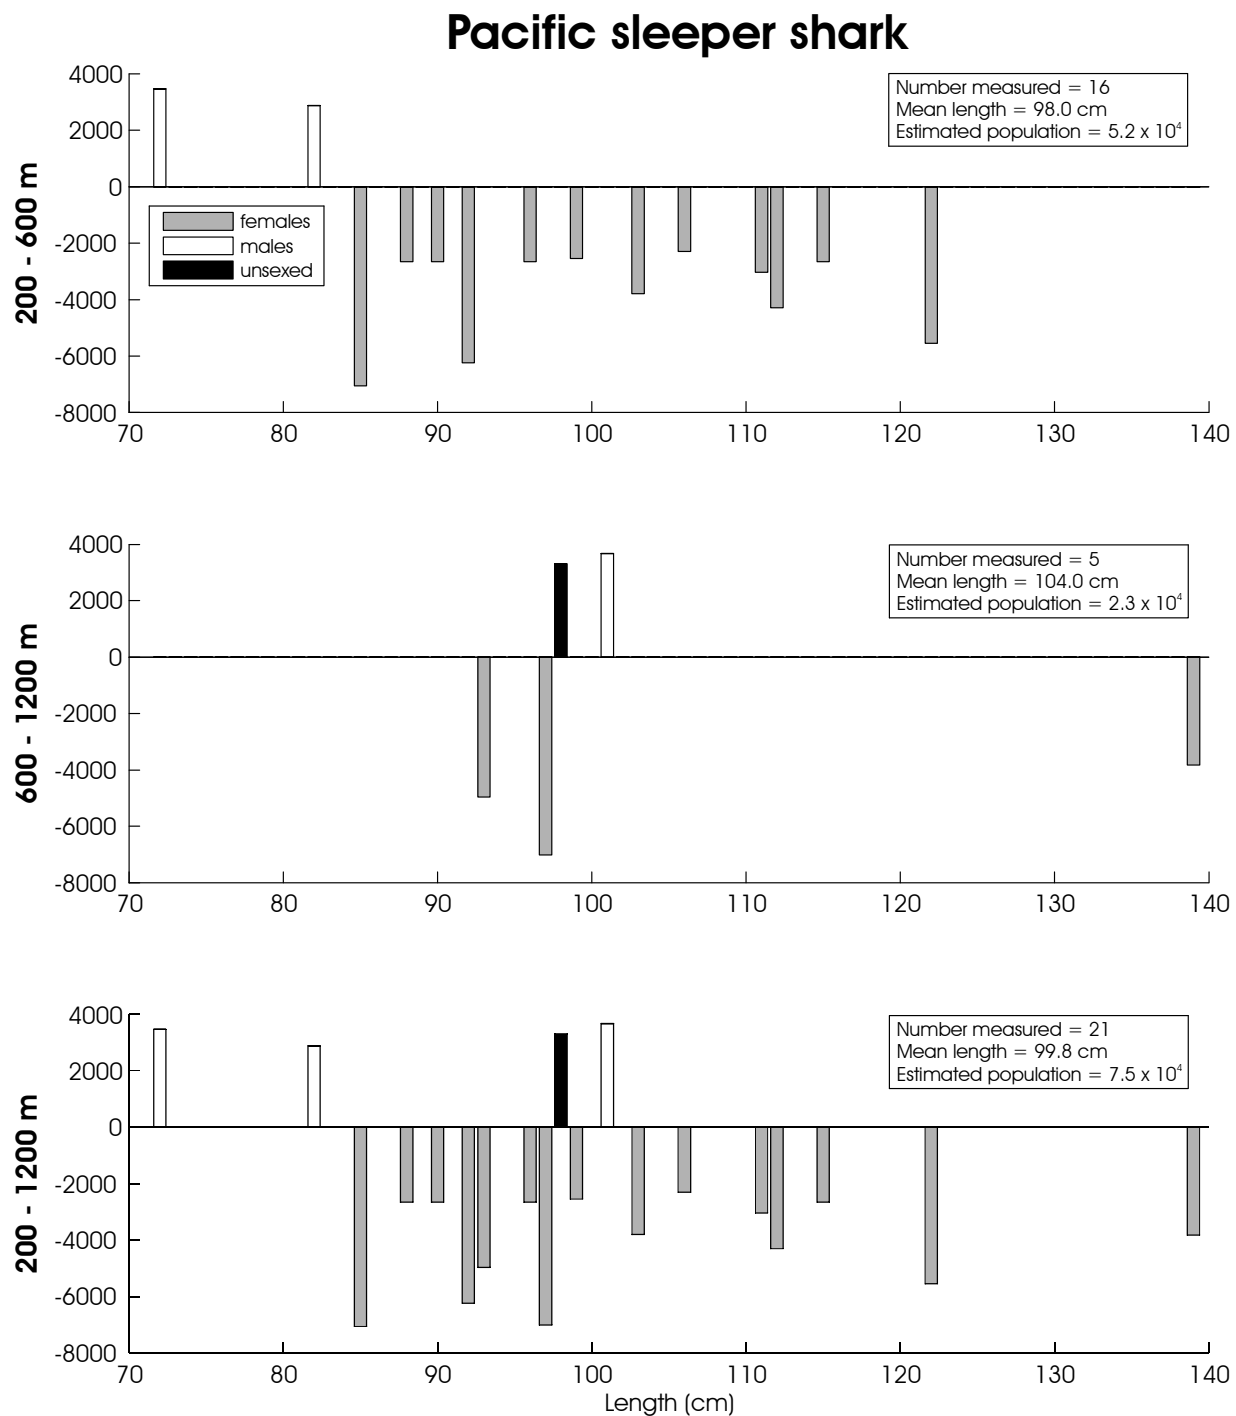 Pacific sleeper shark
200 - 600 m
4000
2000
0
-2000
-4000
-6000
-8000
Number measured = 16
Mean length = 98.0 cm
Estimated population = 5.2 x 10⁴
females
males
unsexed
70 80 90 100 110 120 130 140
600 - 1200 m
4000
2000
0
-2000
-4000
-6000
-8000
Number measured = 5
Mean length = 104.0 cm
Estimated population = 2.3 x 10⁴
70 80 90 100 110 120 130 140
200 - 1200 m
4000
2000
0
-2000
-4000
-6000
-8000
Number measured = 21
Mean length = 99.8 cm
Estimated population = 7.5 x 10⁴
70 80 90 100 110 120 130 140
Length (cm)